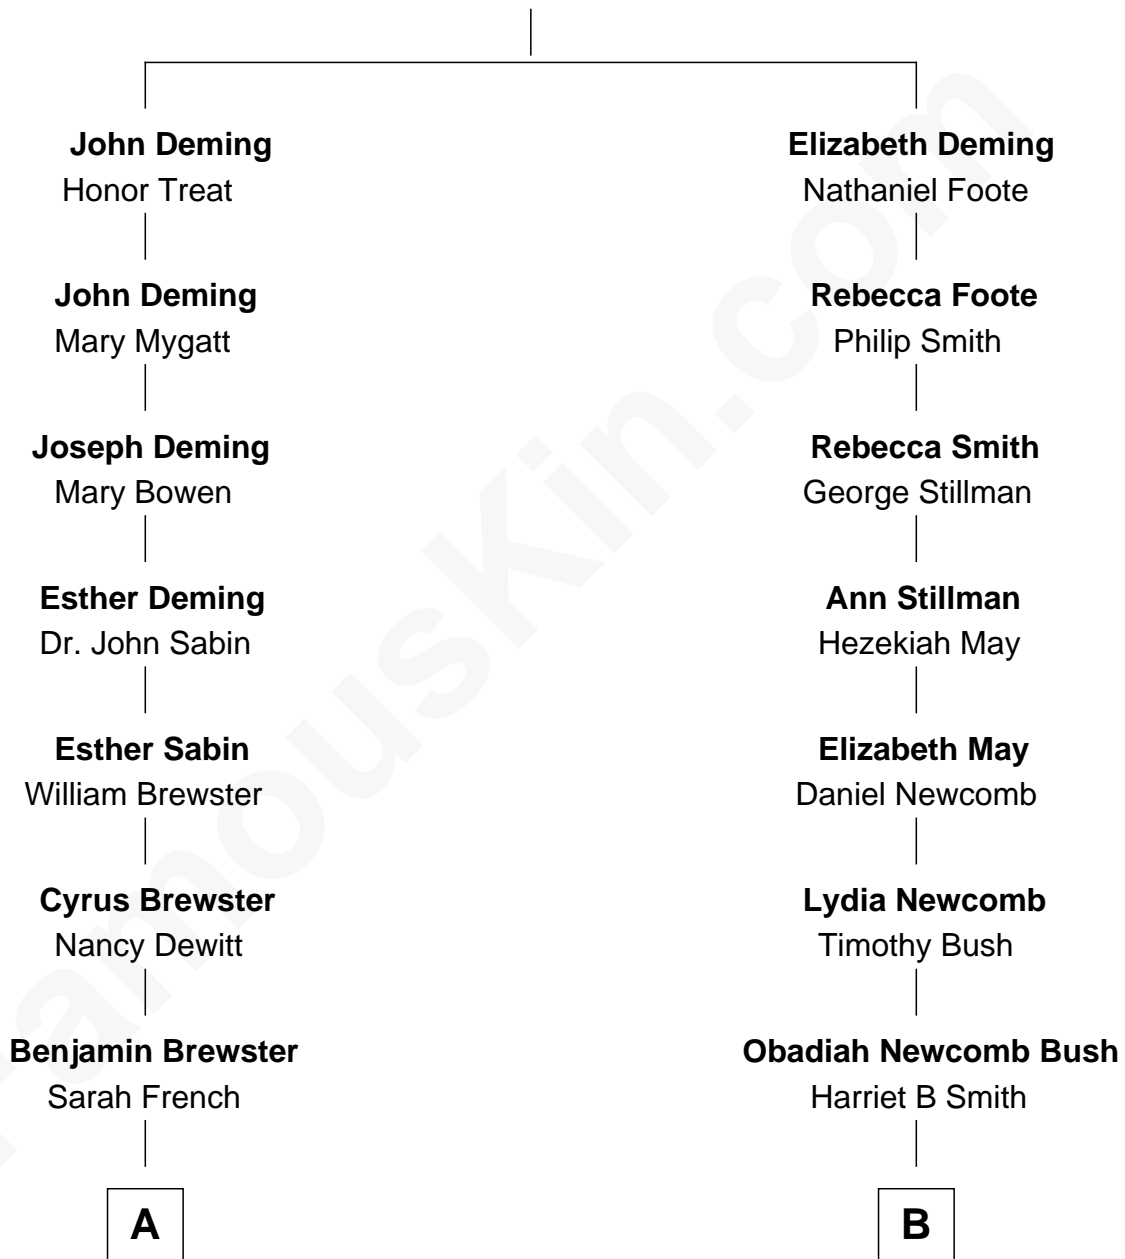 John Deming
Honor Treat
John Deming
Mary Mygatt
Joseph Deming
Mary Bowen
Esther Deming
Dr. John Sabin
Esther Sabin
William Brewster
Cyrus Brewster
Nancy Dewitt
Benjamin Brewster
Sarah French
A
Elizabeth Deming
Nathaniel Foote
Rebecca Foote
Philip Smith
Rebecca Smith
George Stillman
Ann Stillman
Hezekiah May
Elizabeth May
Daniel Newcomb
Lydia Newcomb
Timothy Bush
Obadiah Newcomb Bush
Harriet B Smith
B
FamousKin.com